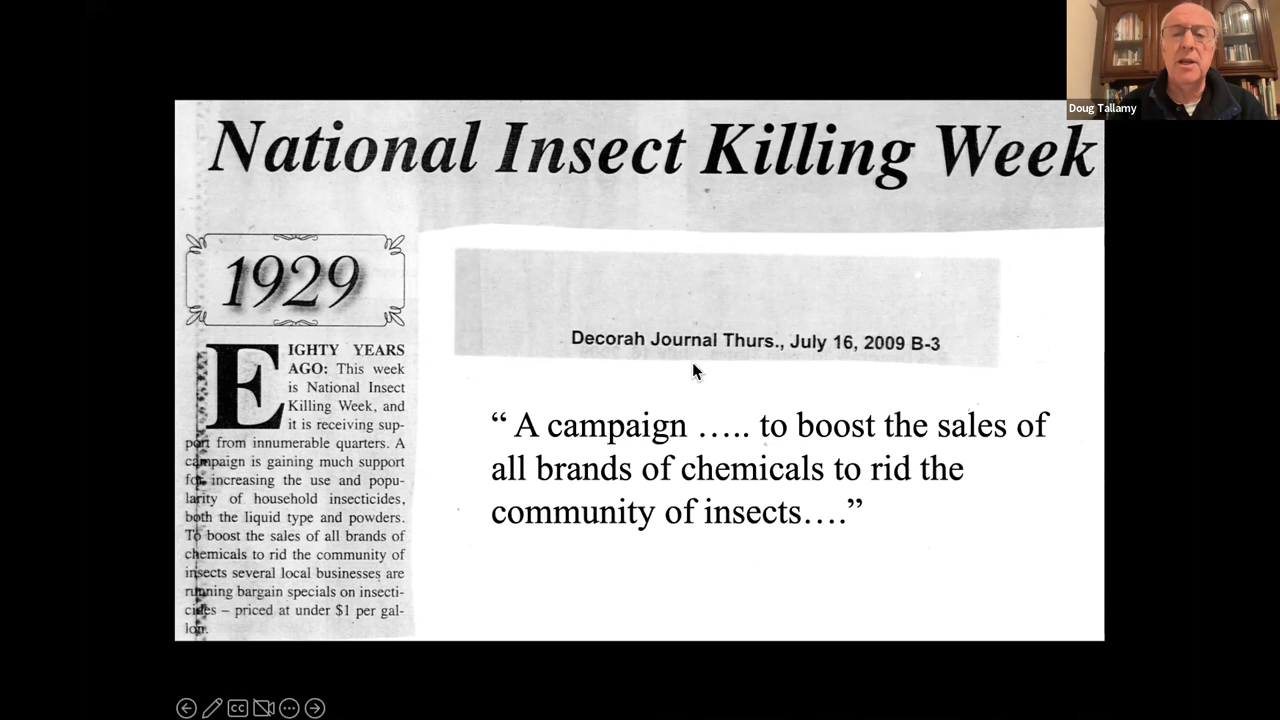 Doug Tallamy
National Insect Killing Week
1929
EIGHTY YEARS
AGO: This week
is National Insect
Killing Week, and
it is receiving sup-
port from innumerable quarters. A
campaign is gaining much support
for increasing the use and popu-
larity of household insecticides,
both the liquid type and powders.
To boost the sales of all brands of
chemicals to rid the community of
insects several local businesses are
running bargain specials on insecti-
cides – priced at under $1 per gal-
lon.
Decorah Journal Thurs., July 16, 2009 B-3
“ A campaign ….. to boost the sales of
all brands of chemicals to rid the
community of insects….”
CC